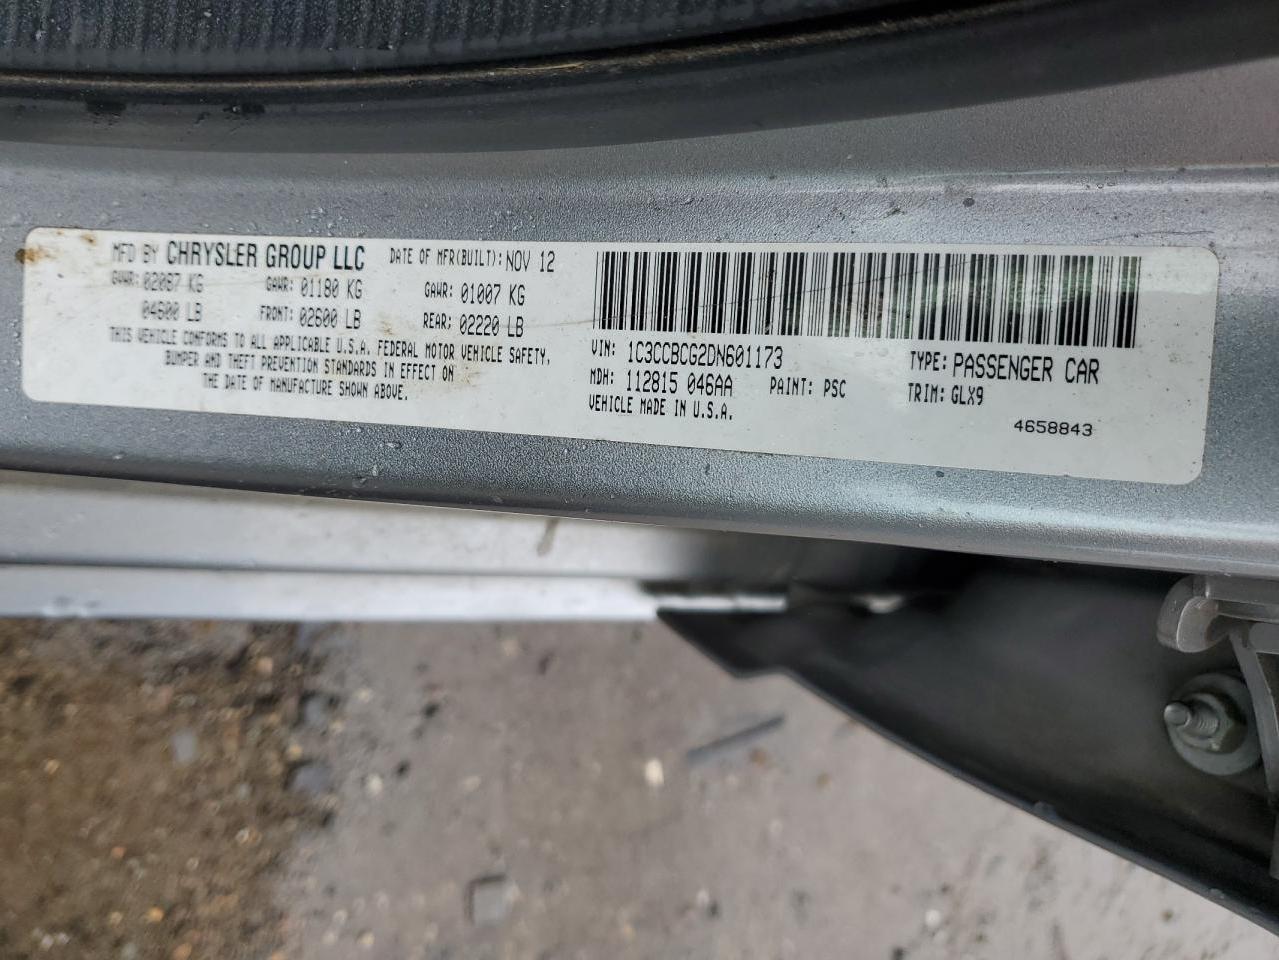 MFD BY CHRYSLER GROUP LLC DATE OF MFR(BUILT): NOV 12
GAWR: 02087 KG GAWR: 01180 KG GAWR: 01007 KG
04600 LB FRONT: 02600 LB REAR: 02220 LB
THIS VEHICLE CONFORMS TO ALL APPLICABLE U.S.A. FEDERAL MOTOR VEHICLE SAFETY,
BUMPER AND THEFT PREVENTION STANDARDS IN EFFECT ON
THE DATE OF MANUFACTURE SHOWN ABOVE.
VIN: 1C3CCBCG2DN601173 TYPE: PASSENGER CAR
MDH: 112815 046AA PAINT: PSC TRIM: GLX9
VEHICLE MADE IN U.S.A.
4658843